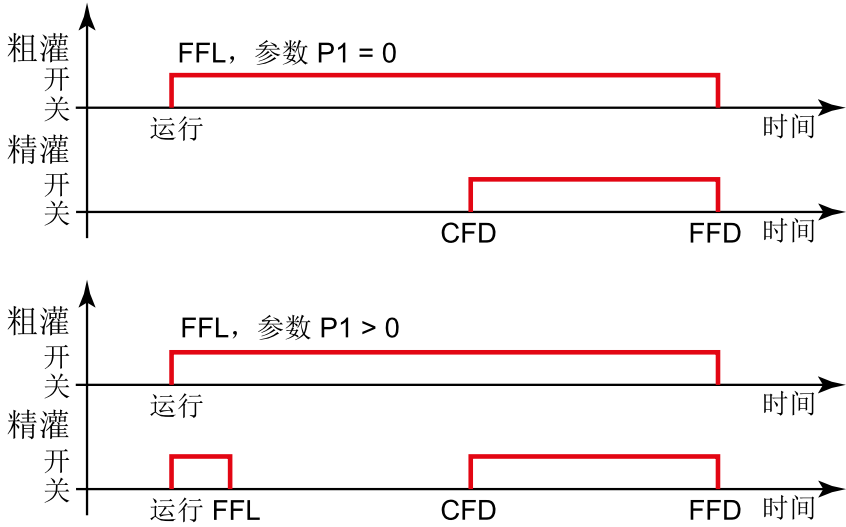 粗灌
FFL，参数 P1 = 0
开
关
运行
时间
精灌
开
关
CFD
FFD
时间
粗灌
FFL，参数 P1 > 0
开
关
运行
时间
精灌
开
关
运行 FFL
CFD
FFD
时间